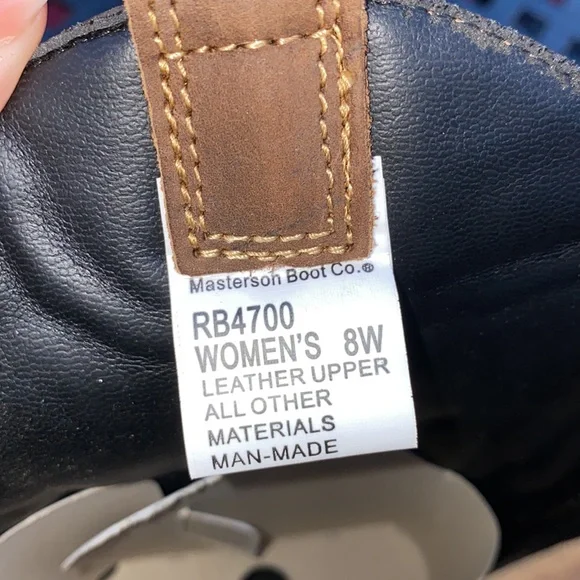 Masterson Boot Co.®
RB4700
WOMEN'S 8W
LEATHER UPPER
ALL OTHER
MATERIALS
MAN-MADE